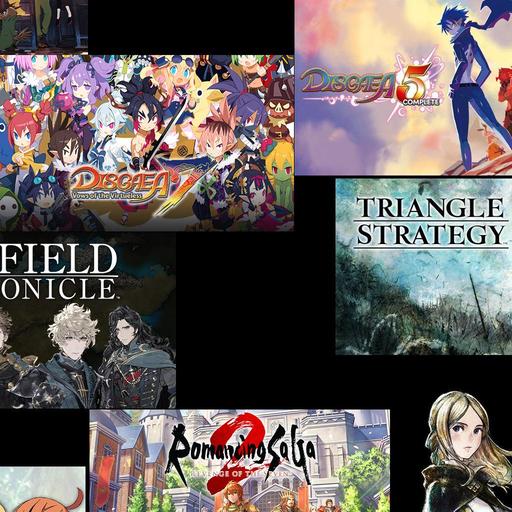 DISGAEA 5
COMPLETE
DISGAEA 7
Vows of the Virtueless
TRIANGLE
STRATEGY
FIELD
ONICLE
Romancing SaGa
2
REVENGE OF THE SEVEN